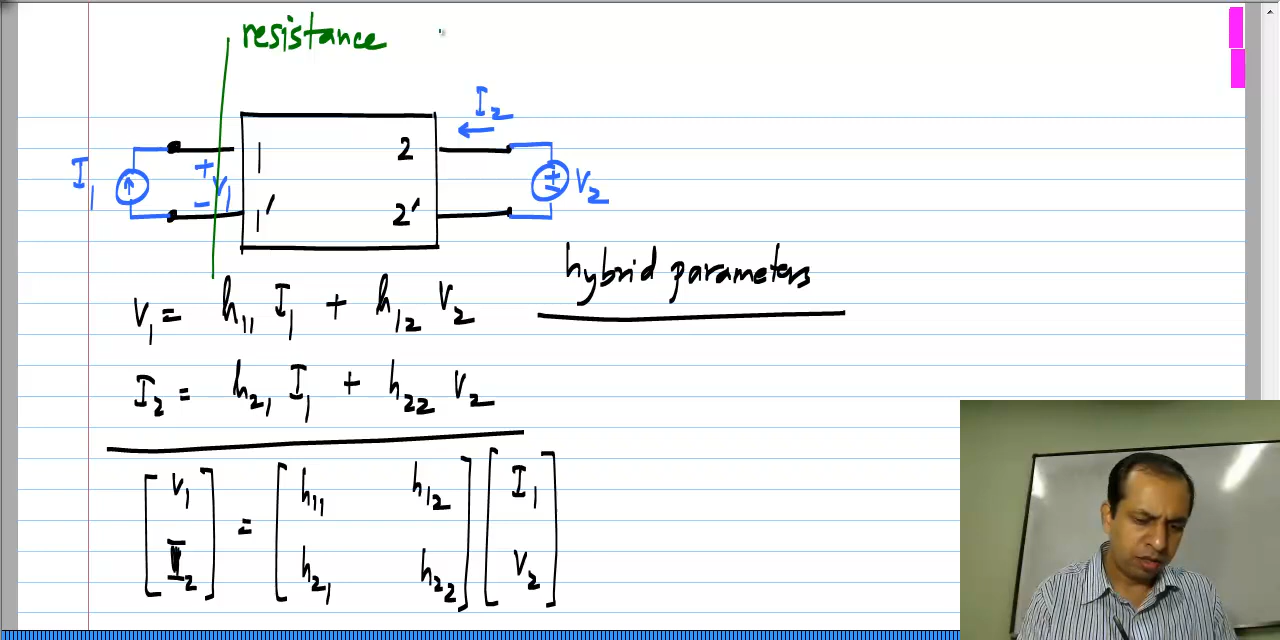 resistance
I2
1 2
I1 + V1 - + - V2
1' 2'
hybrid parameters
V1 = h11 I1 + h12 V2
I2 = h21 I1 + h22 V2
[V1 I2] = [h11 h12 h21 h22] [I1 V2]